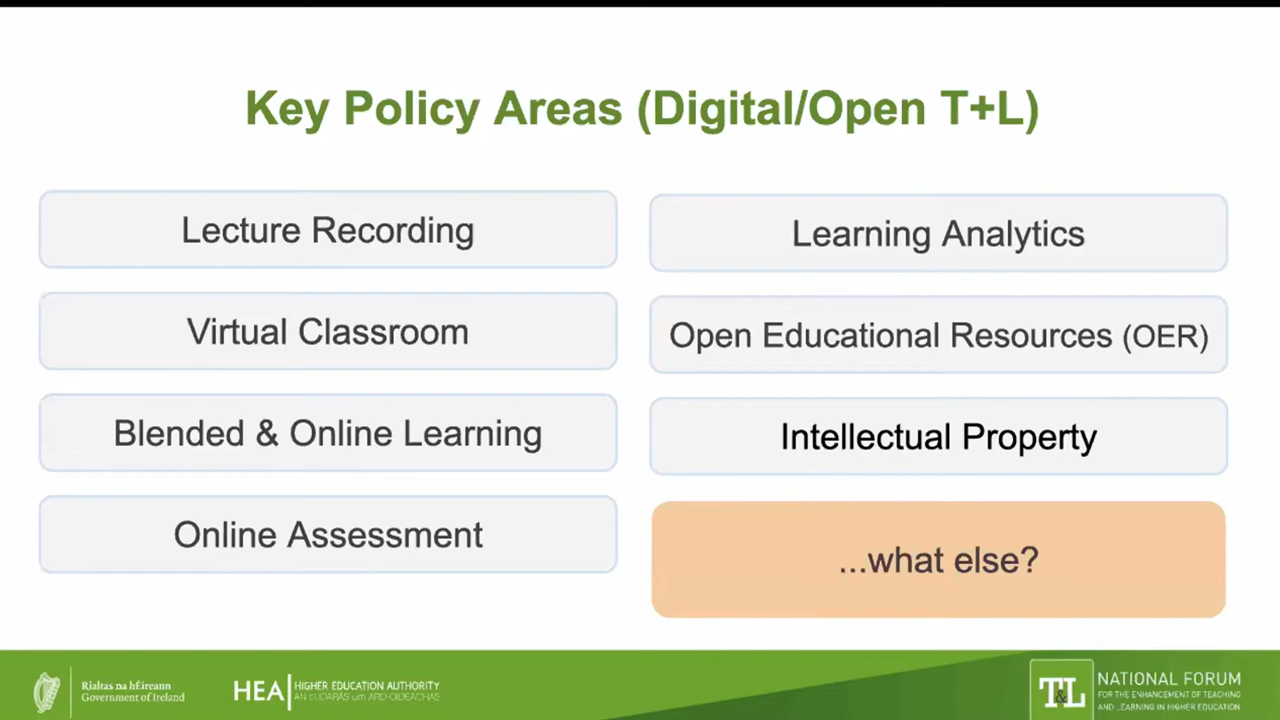 Key Policy Areas (Digital/Open T+L)
Lecture Recording
Virtual Classroom
Blended & Online Learning
Online Assessment
Learning Analytics
Open Educational Resources (OER)
Intellectual Property
...what else?
Rialtas na hÉireann
Government of Ireland
HEA
HIGHER EDUCATION AUTHORITY
AN tÚDARÁS um ARD OIDEACHAS
T&L
NATIONAL FORUM
FOR THE ENHANCEMENT OF TEACHING
AND LEARNING IN HIGHER EDUCATION